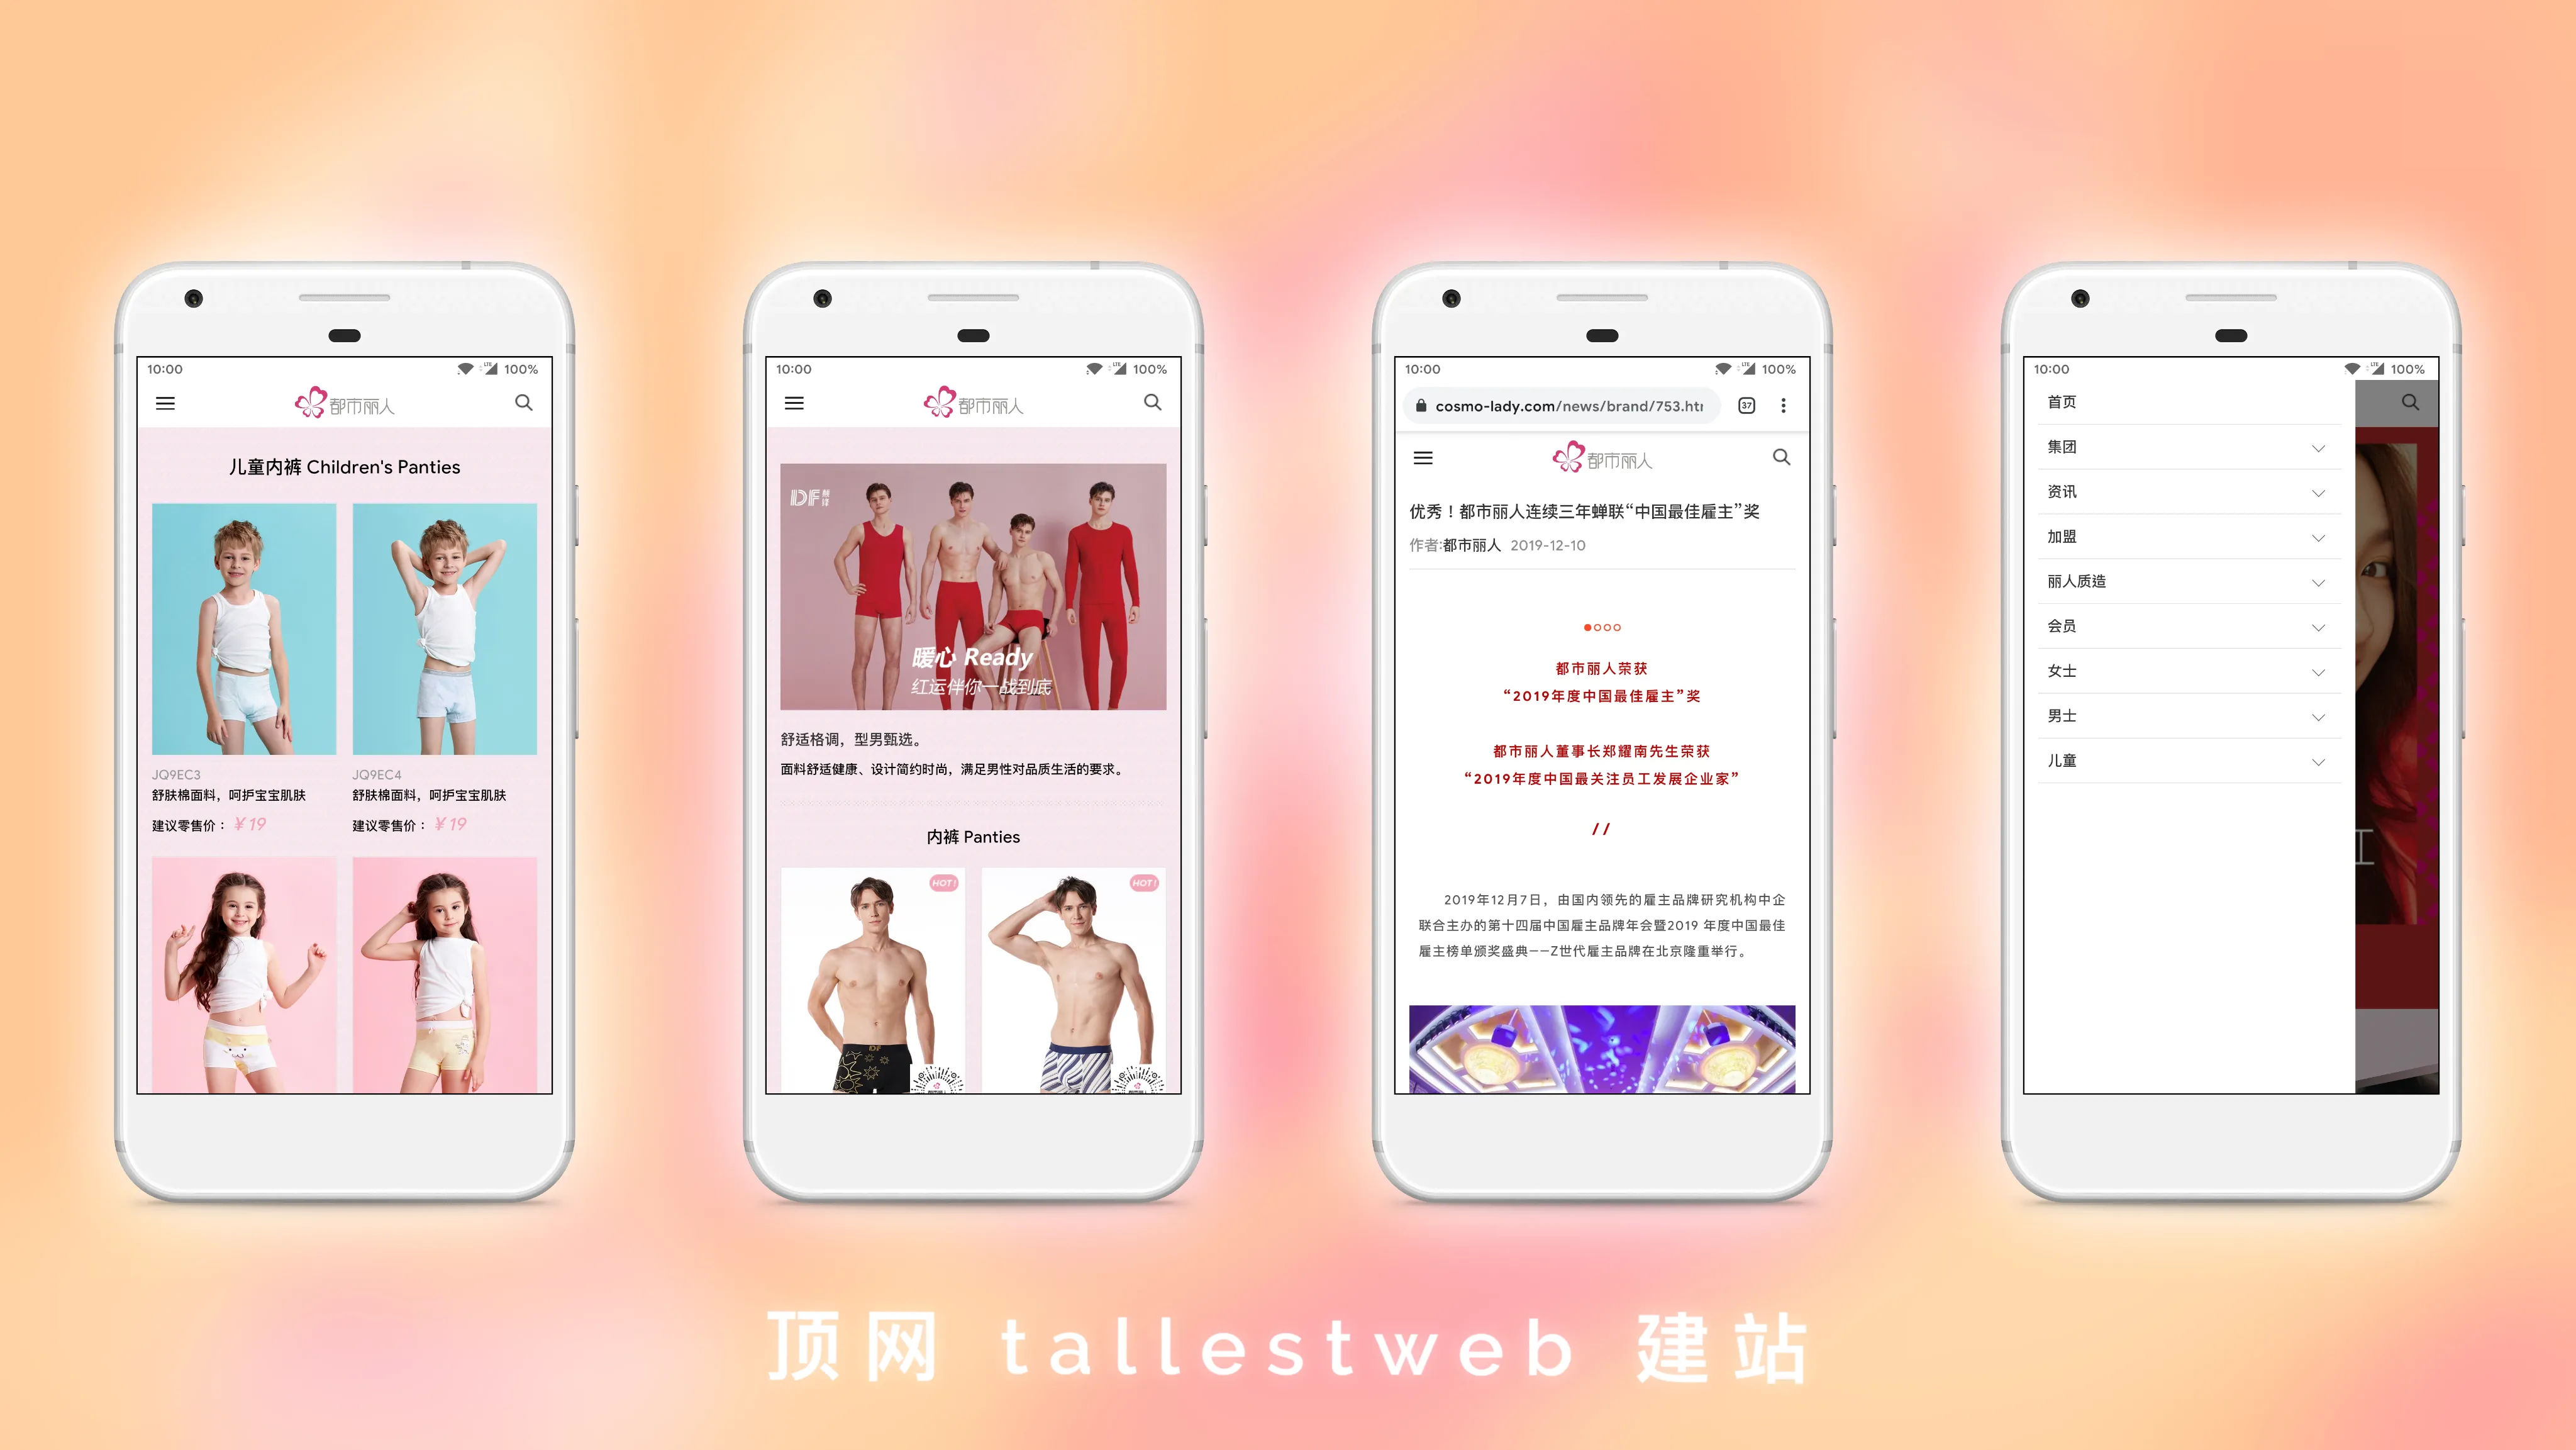 10:00
LTE
100%
都市丽人
儿童内裤 Children's Panties
JQ9EC3
舒肤棉面料，呵护宝宝肌肤
建议零售价： ￥19
JQ9EC4
舒肤棉面料，呵护宝宝肌肤
建议零售价： ￥19
10:00
LTE
100%
都市丽人
DF
暖心 Ready
红运伴你一战到底
舒适格调，型男甄选。
面料舒适健康、设计简约时尚，满足男性对品质生活的要求。
内裤 Panties
HOT!
HOT!
10:00
LTE
100%
cosmo-lady.com/news/brand/753.htm
37
都市丽人
优秀！都市丽人连续三年蝉联“中国最佳雇主”奖
作者:都市丽人 2019-12-10
都市丽人荣获
“2019年度中国最佳雇主”奖
都市丽人董事长郑耀南先生荣获
“2019年度中国最关注员工发展企业家”
//
2019年12月7日，由国内领先的雇主品牌研究机构中企
联合主办的第十四届中国雇主品牌年会暨2019 年度中国最佳
雇主榜单颁奖盛典——Z世代雇主品牌在北京隆重举行。
10:00
LTE
100%
首页
集团
资讯
加盟
丽人质造
会员
女士
男士
儿童
顶网 tallestweb 建站